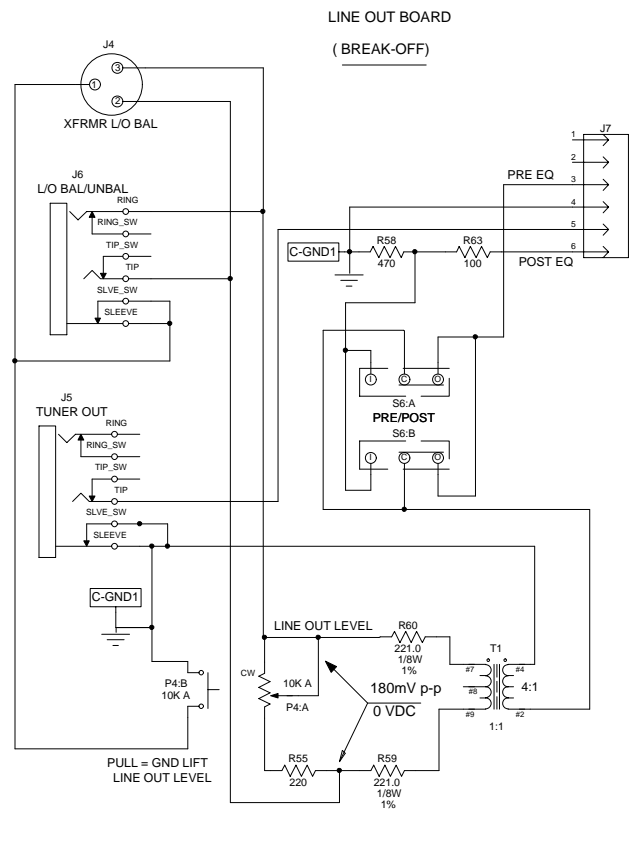 LINE OUT BOARD
( BREAK-OFF)
J4
3
1
2
XFRMR L/O BAL
J7
1
2
PRE EQ 3
4
5
6
POST EQ
J6
L/O BAL/UNBAL
RING
RING_SW
TIP_SW
TIP
SLVE_SW
SLEEVE
C-GND1
R58
470
R63
100
I C O
S6:A
PRE/POST
S6:B
I C O
J5
TUNER OUT
RING
RING_SW
TIP_SW
TIP
SLVE_SW
SLEEVE
C-GND1
P4:B
10K A
PULL = GND LIFT
LINE OUT LEVEL
LINE OUT LEVEL
CW
10K A
P4:A
R60
221.0
1/8W
1%
180mV p-p
0 VDC
R55
220
R59
221.0
1/8W
1%
T1
#7 #4
#8 4:1
#9 #2
1:1